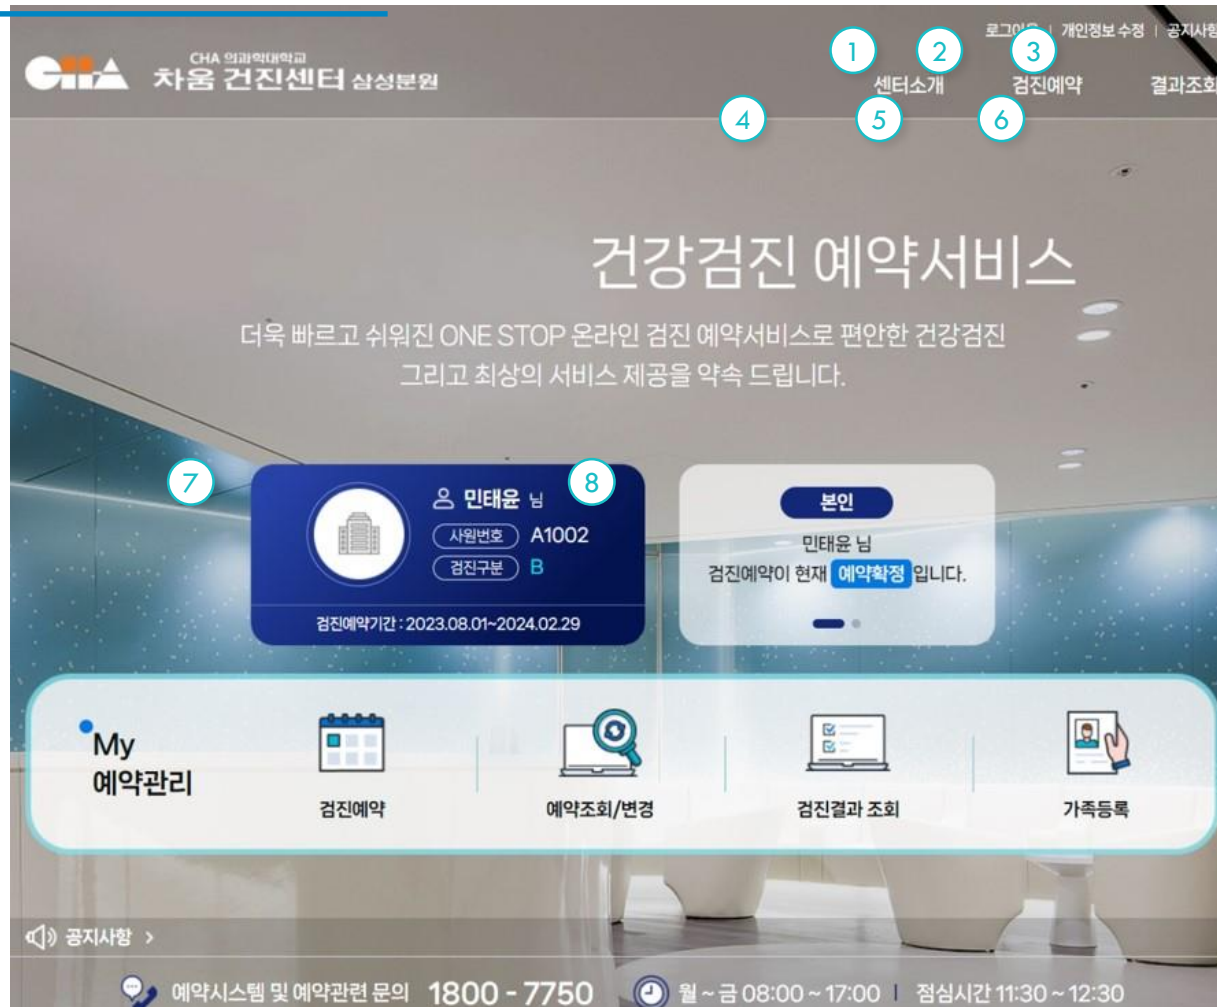 로그아웃 | 개인정보 수정 | 공지사항
1 2 3
CHA 의과학대학교
CHA 차움 건진센터 삼성분원
센터소개 검진예약 결과조회
4 5 6
건강검진 예약서비스
더욱 빠르고 쉬워진 ONE STOP 온라인 검진 예약서비스로 편안한 건강검진
그리고 최상의 서비스 제공을 약속 드립니다.
7 8
민태윤 님
사원번호 A1002
검진구분 B
검진예약기간 : 2023.08.01~2024.02.29
본인
민태윤 님
검진예약이 현재 예약확정 입니다.
My
예약관리
검진예약
예약조회/변경
검진결과 조회
가족등록
공지사항 >
예약시스템 및 예약관련 문의 1800 - 7750 월 ~ 금 08:00 ~ 17:00 | 점심시간 11:30 ~ 12:30